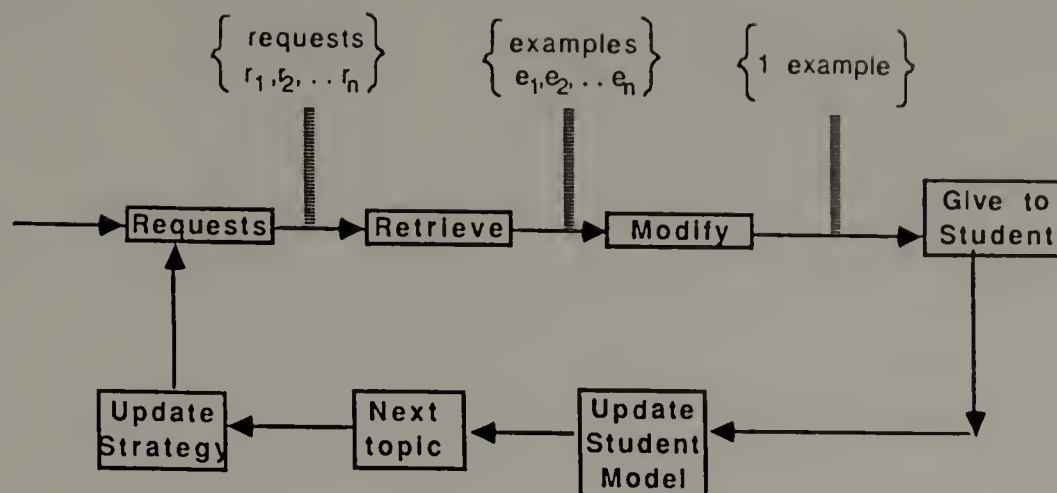 { requests
r₁,r₂,..rₙ }
{ examples
e₁,e₂,..eₙ }
{ 1 example }
Requests
Retrieve
Modify
Give to
Student
Update
Strategy
Next
topic
Update
Student
Model